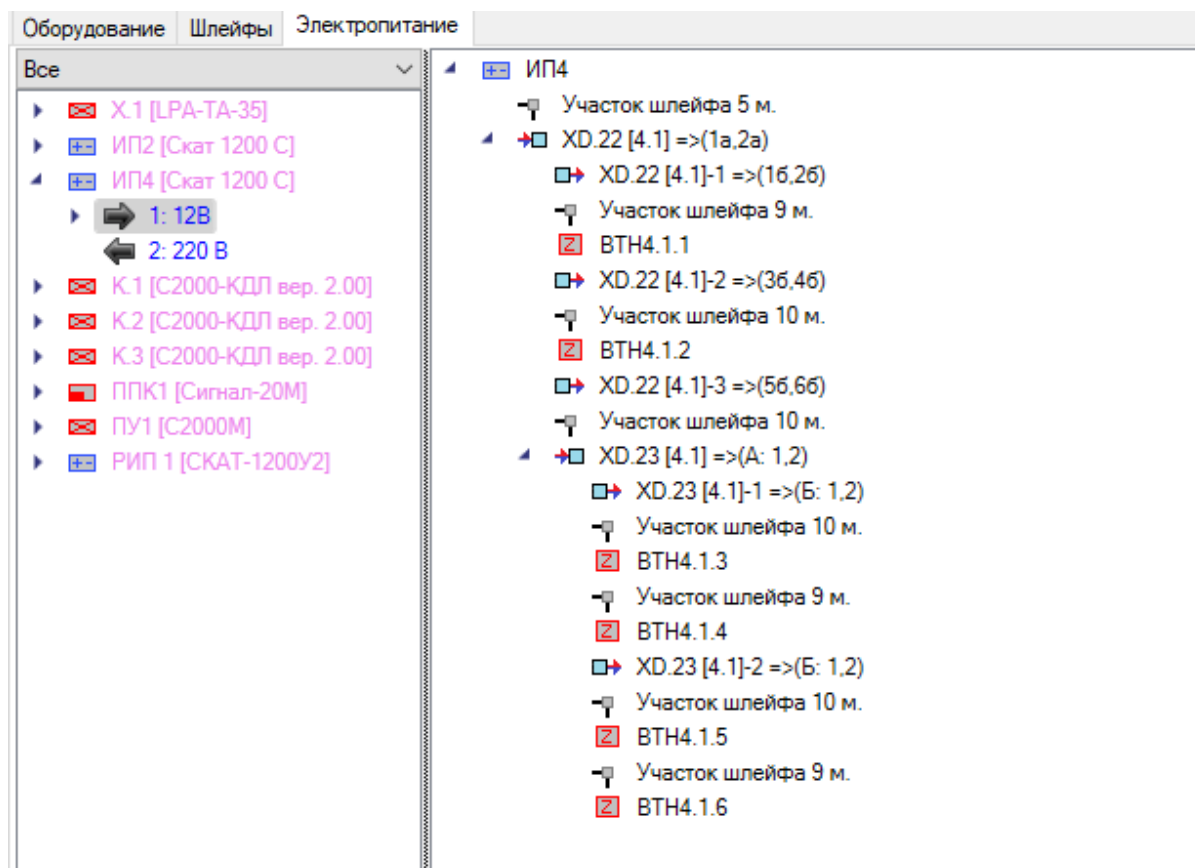 Оборудование Шлейфы Электропитание
Все
X.1 [LPA-TA-35]
ИП2 [Скат 1200 С]
ИП4 [Скат 1200 С]
1: 12В
2: 220 В
К.1 [С2000-КДЛ вер. 2.00]
К.2 [С2000-КДЛ вер. 2.00]
К.3 [С2000-КДЛ вер. 2.00]
ППК1 [Сигнал-20М]
ПУ1 [С2000М]
РИП 1 [СКАТ-1200У2]
ИП4
Участок шлейфа 5 м.
XD.22 [4.1] =>(1а,2а)
XD.22 [4.1]-1 =>(1б,2б)
Участок шлейфа 9 м.
ВТН4.1.1
XD.22 [4.1]-2 =>(3б,4б)
Участок шлейфа 10 м.
ВТН4.1.2
XD.22 [4.1]-3 =>(5б,6б)
Участок шлейфа 10 м.
XD.23 [4.1] =>(А: 1,2)
XD.23 [4.1]-1 =>(Б: 1,2)
Участок шлейфа 10 м.
ВТН4.1.3
Участок шлейфа 9 м.
ВТН4.1.4
XD.23 [4.1]-2 =>(Б: 1,2)
Участок шлейфа 10 м.
ВТН4.1.5
Участок шлейфа 9 м.
ВТН4.1.6